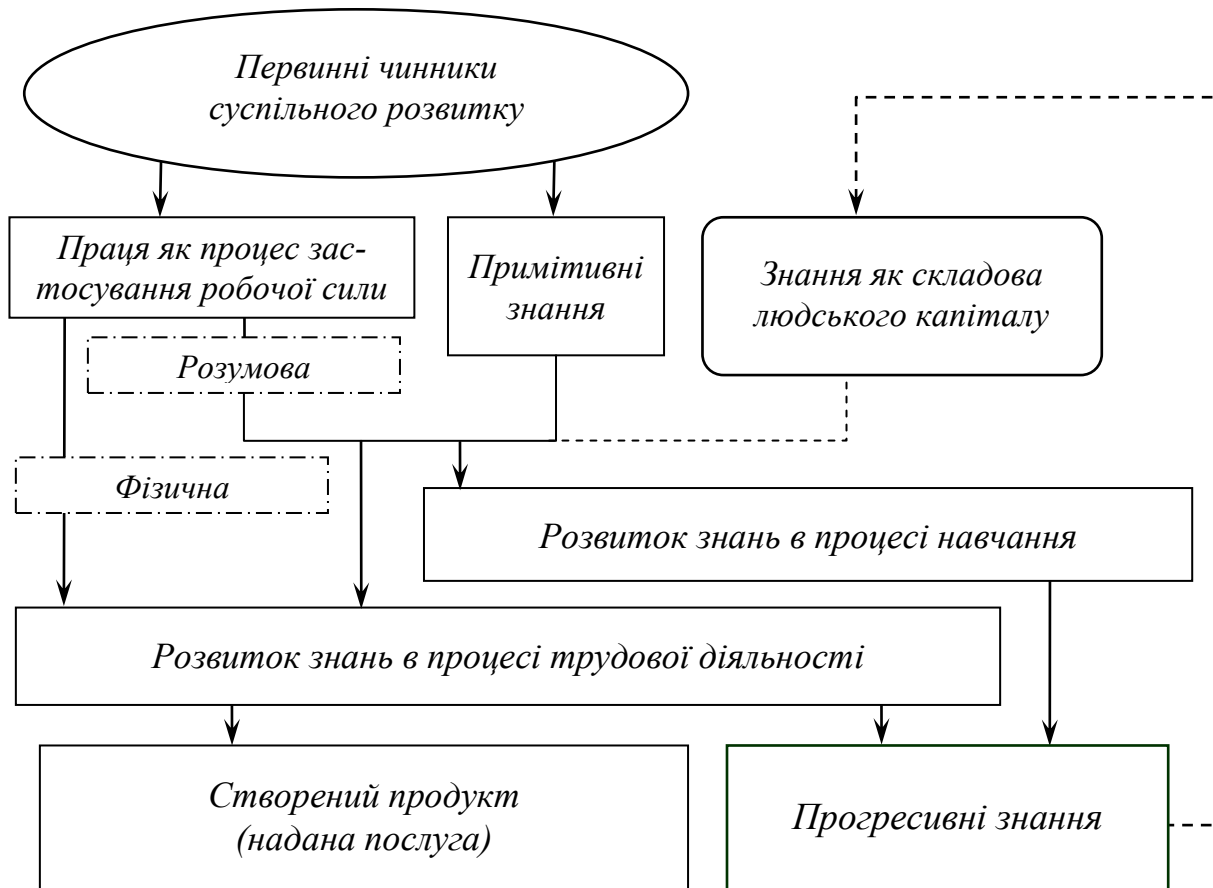 Первинні чинники
суспільного розвитку
Праця як процес зас-
тосування робочої сили
Примітивні
знання
Знання як складова
людського капіталу
Розумова
Фізична
Розвиток знань в процесі навчання
Розвиток знань в процесі трудової діяльності
Створений продукт
(надана послуга)
Прогресивні знання